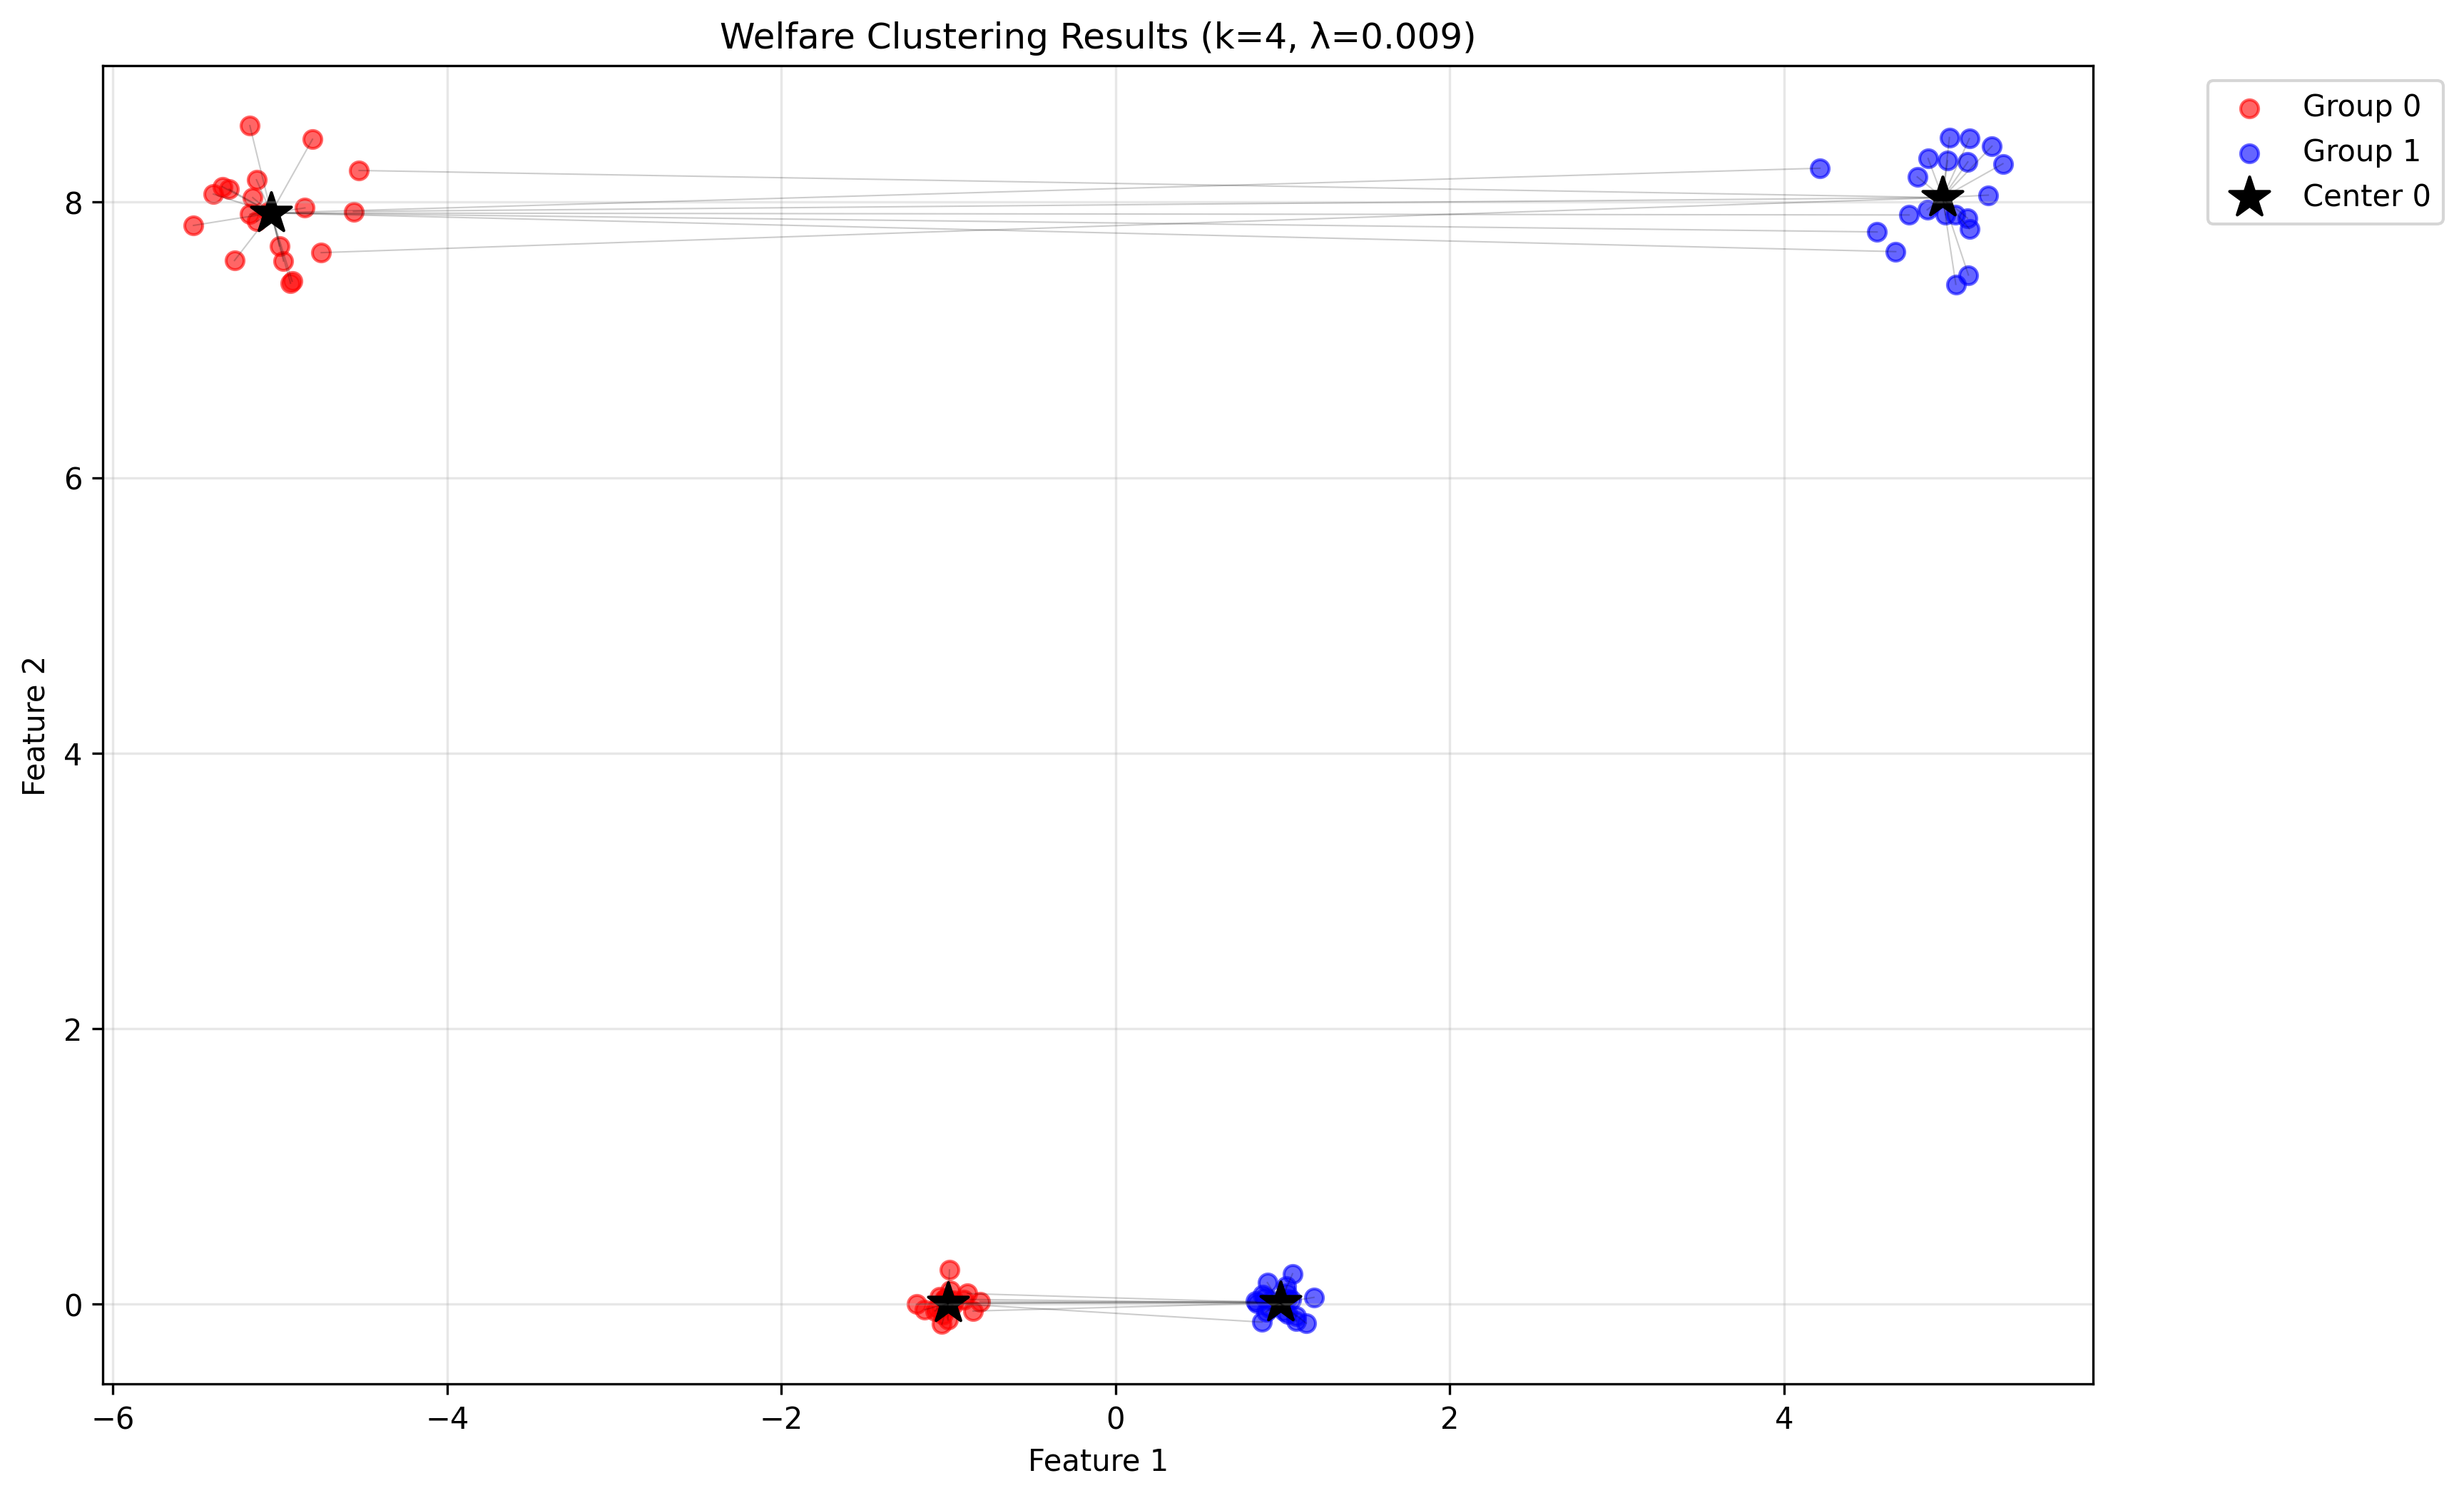 Welfare Clustering Results (k=4, λ=0.009)
Group 0
Group 1
Center 0
8
6
4
2
0
Feature 2
−6
−4
−2
0
2
4
Feature 1